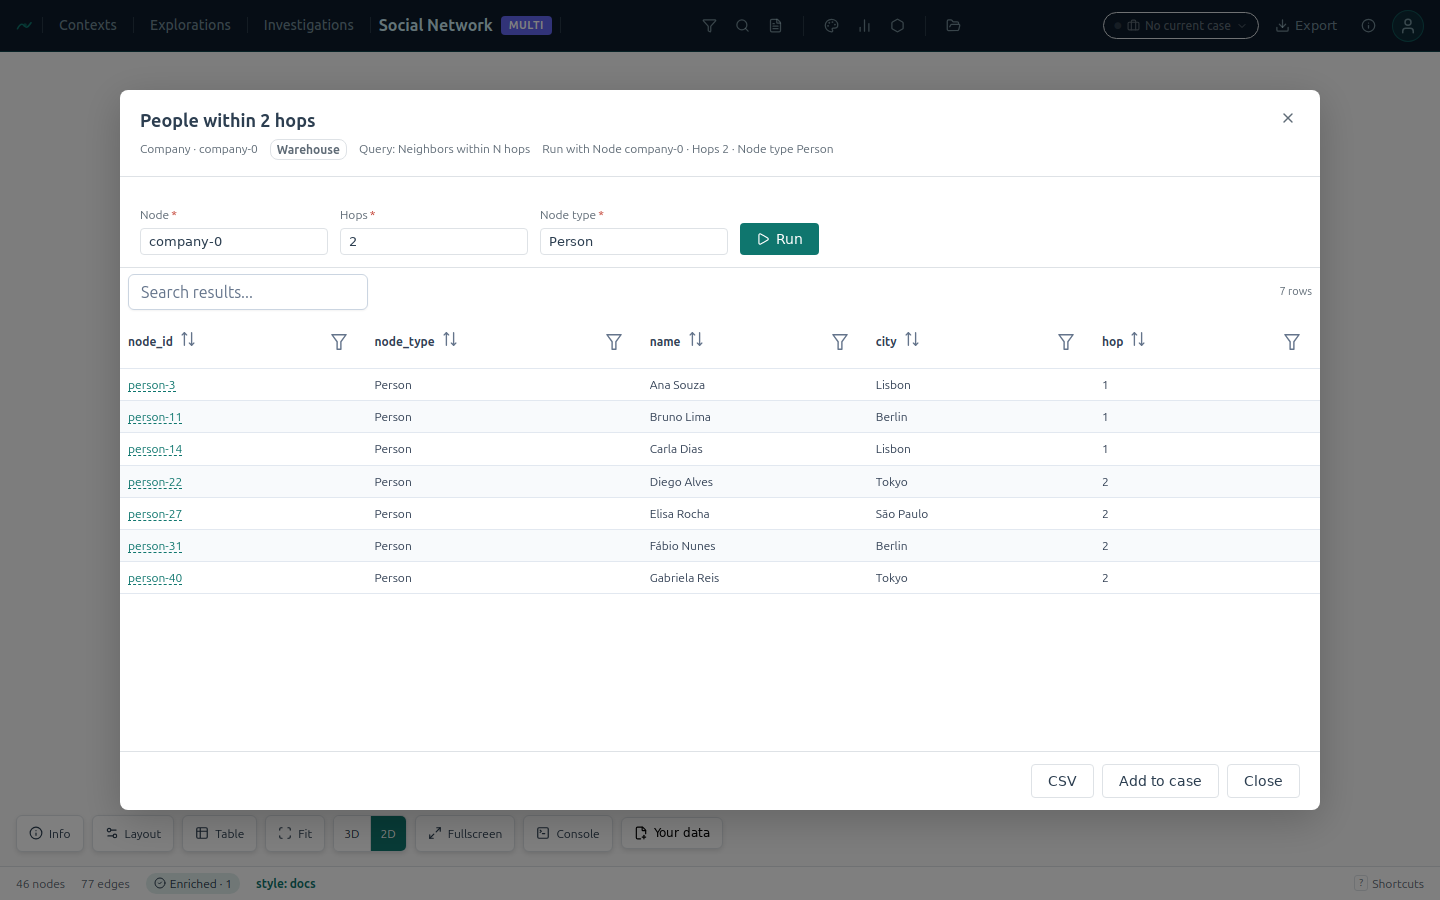 Contexts Explorations Investigations Social Network MULTI No current case Export
People within 2 hops
Company · company-0 Warehouse Query: Neighbors within N hops Run with Node company-0 · Hops 2 · Node type Person
Node * Hops * Node type *
company-0 2 Person Run
Search results... 7 rows
node_id node_type name city hop
person-3 Person Ana Souza Lisbon 1
person-11 Person Bruno Lima Berlin 1
person-14 Person Carla Dias Lisbon 1
person-22 Person Diego Alves Tokyo 2
person-27 Person Elisa Rocha São Paulo 2
person-31 Person Fábio Nunes Berlin 2
person-40 Person Gabriela Reis Tokyo 2
CSV Add to case Close
Info Layout Table Fit 3D 2D Fullscreen Console Your data
46 nodes 77 edges Enriched · 1 style: docs ? Shortcuts